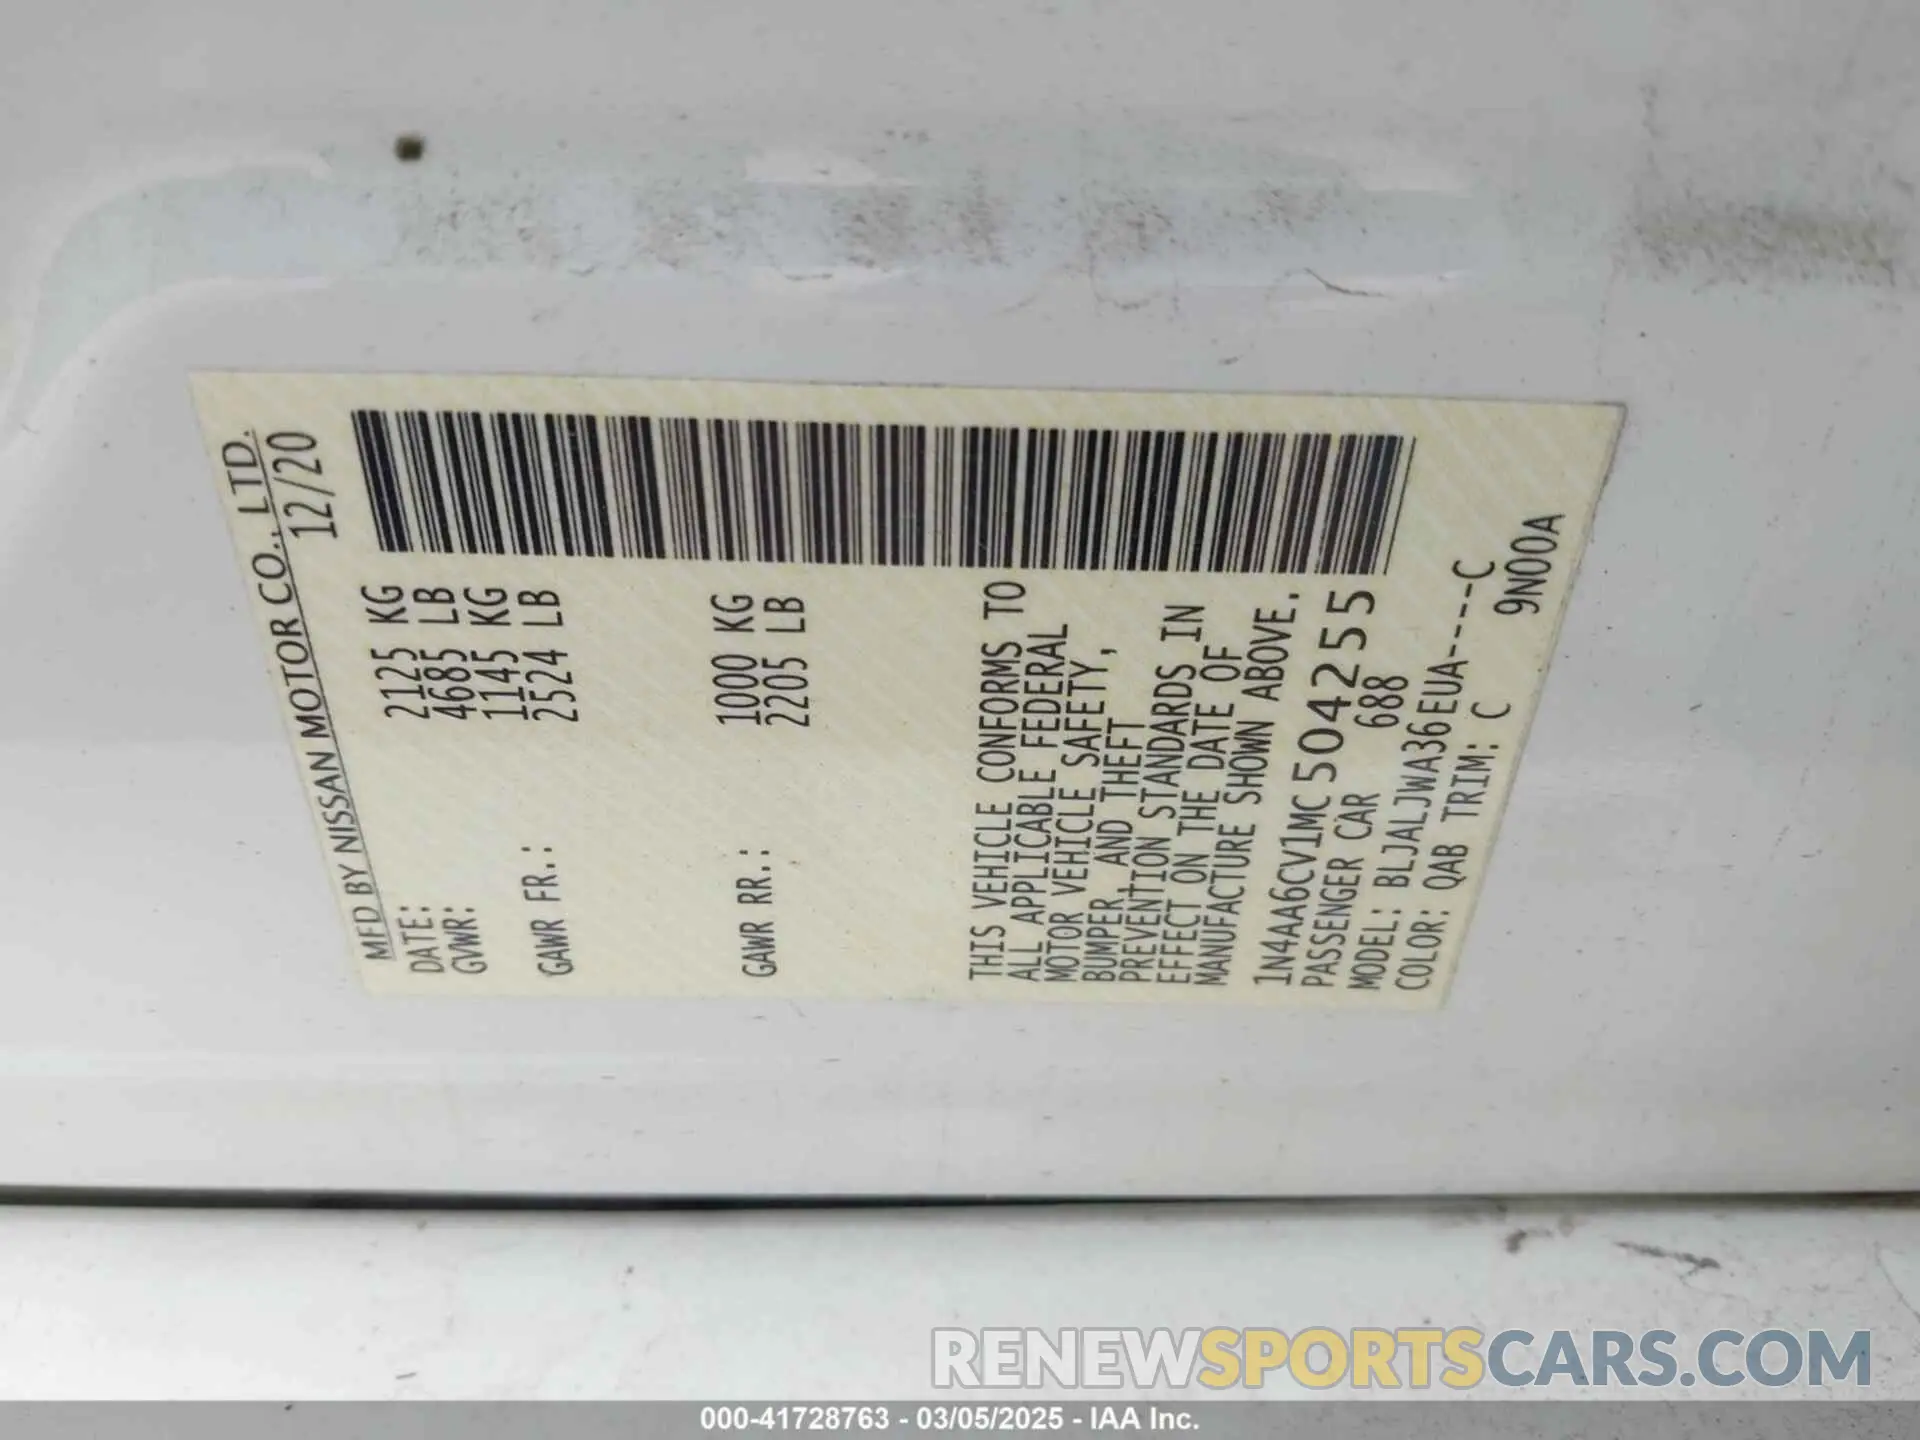 MFD BY NISSAN MOTOR CO., LTD.
DATE: 12/20
GVWR: 2125 KG
4685 LB
GAWR FR.: 1145 KG
2524 LB
GAWR RR.: 1000 KG
2205 LB
THIS VEHICLE CONFORMS TO
ALL APPLICABLE FEDERAL
MOTOR VEHICLE SAFETY,
BUMPER, AND THEFT
PREVENTION STANDARDS IN
EFFECT ON THE DATE OF
MANUFACTURE SHOWN ABOVE.
1N4AA6CV1MC504255
PASSENGER CAR 688
MODEL: BLJALJWA36EUA----C
COLOR: QAB TRIM: C 9N00A
RENEWSPORTSCARS.COM
000-41728763 - 03/05/2025 - IAA Inc.